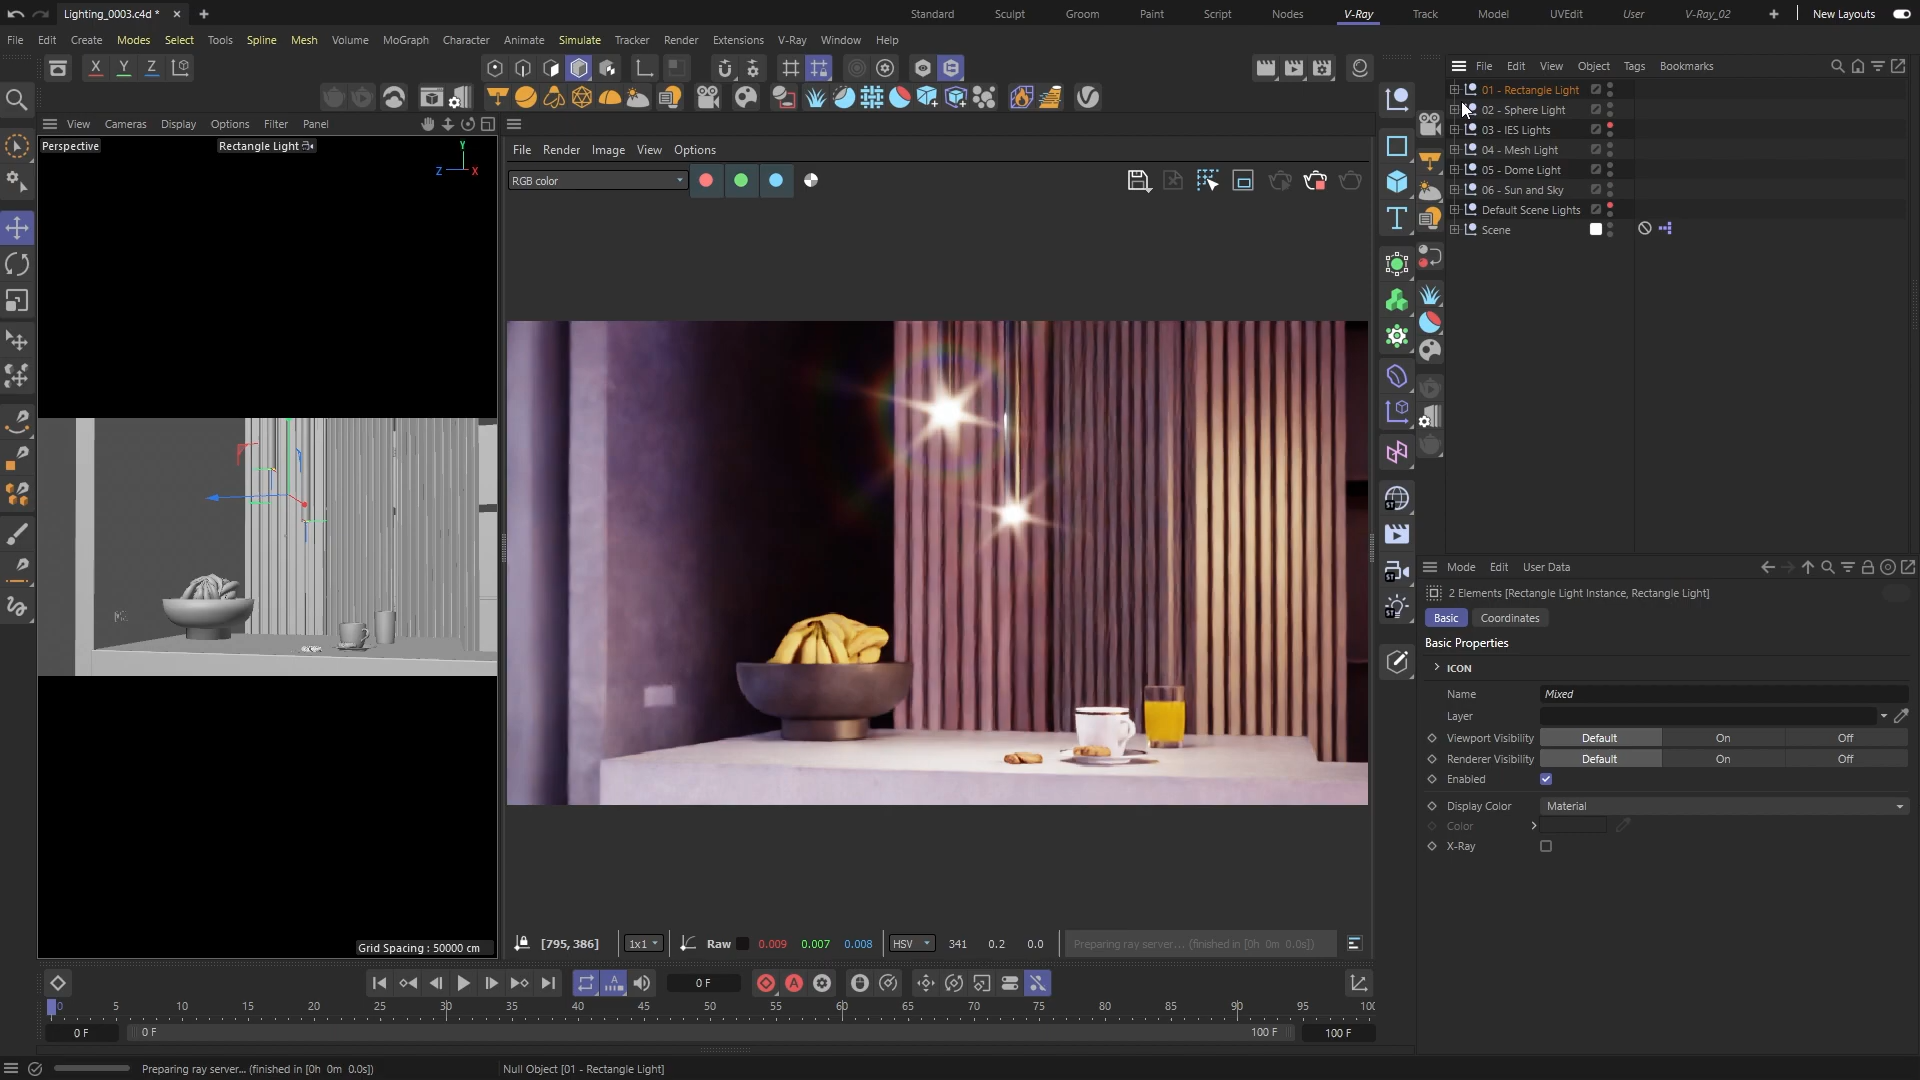 Lighting_0003.c4d *
Standard Sculpt Groom Paint Script Nodes V-Ray Track Model UVEdit User V-Ray_02 New Layouts
File Edit Create Modes Select Tools Spline Mesh Volume MoGraph Character Animate Simulate Tracker Render Extensions V-Ray Window Help
X Y Z
File Edit View Object Tags Bookmarks
01 - Rectangle Light
02 - Sphere Light
03 - IES Lights
04 - Mesh Light
05 - Dome Light
06 - Sun and Sky
Default Scene Lights
Scene
View Cameras Display Options Filter Panel
Perspective
Rectangle Light
Y
Z X
Grid Spacing : 50000 cm
File Render Image View Options
RGB color
[795, 386] 1x1 Raw 0.009 0.007 0.008 HSV 341 0.2 0.0 Preparing ray server... (finished in [0h 0m 0.0s])
T
ST
ST
ST
Mode Edit User Data
2 Elements [Rectangle Light Instance, Rectangle Light]
Basic Coordinates
Basic Properties
ICON
Name Mixed
Layer
Viewport Visibility Default On Off
Renderer Visibility Default On Off
Enabled
Display Color Material
Color
X-Ray
A 0 F A
0 5 10 15 20 25 30 35 40 45 50 55 60 65 70 75 80 85 90 95 100
0 F 0 F 100 F 100 F
Preparing ray server... (finished in [0h 0m 0.0s]) Null Object [01 - Rectangle Light]